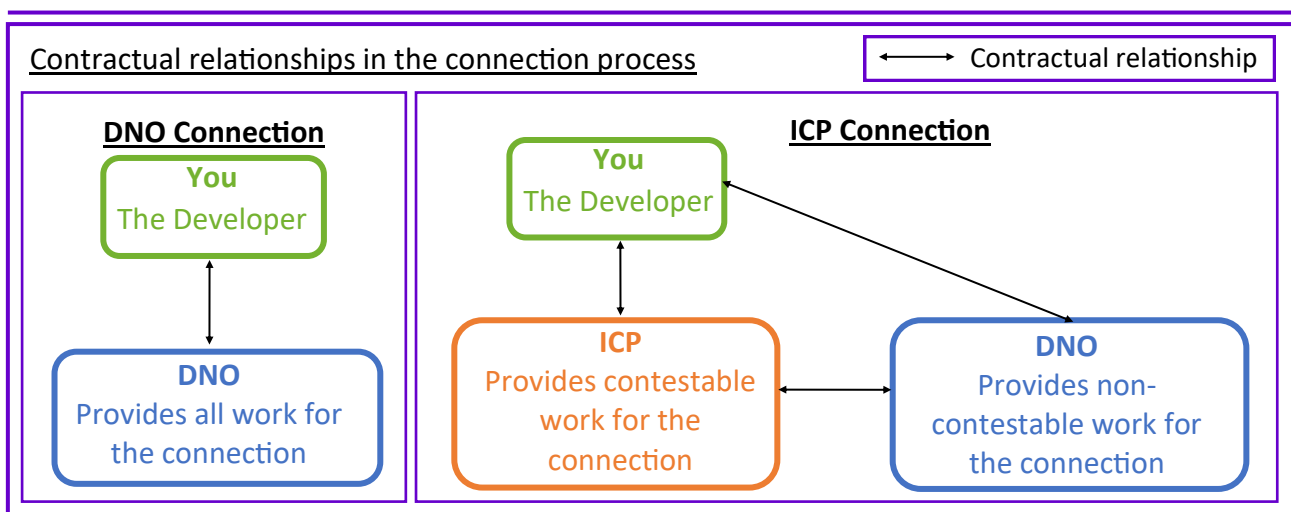 Contractual relationships in the connection process
Contractual relationship
DNO Connection
You
The Developer
DNO
Provides all work for
the connection
ICP Connection
You
The Developer
ICP
Provides contestable
work for the
connection
DNO
Provides non-
contestable work for
the connection